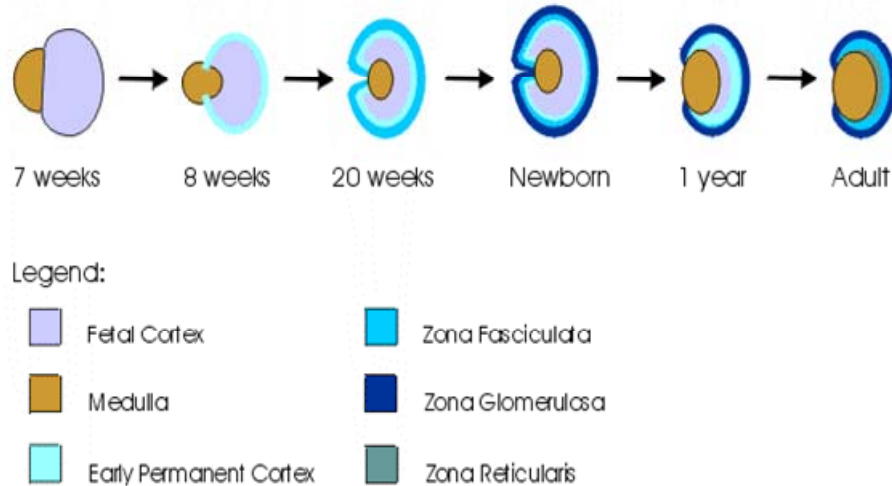 7 weeks 8 weeks 20 weeks Newborn 1 year Adult
Legend:
Fetal Cortex Zona Fasciculata
Medulla Zona Glomerulosa
Early Permanent Cortex Zona Reticularis